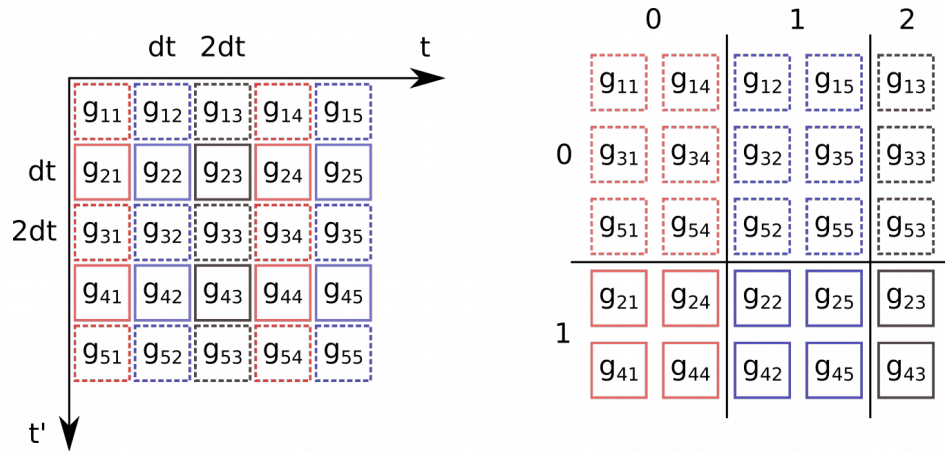 dt 2dt t
g₁₁ g₁₂ g₁₃ g₁₄ g₁₅
dt g₂₁ g₂₂ g₂₃ g₂₄ g₂₅
2dt g₃₁ g₃₂ g₃₃ g₃₄ g₃₅
g₄₁ g₄₂ g₄₃ g₄₄ g₄�5
g₅₁ g₅₂ g₅₃ g₅₄ g₅₅
t'
0 1 2
g₁₁ g₁₄ g₁₂ g₁₅ g₁₃
0 g₃₁ g₃₄ g₃₂ g₃₅ g₃₃
g₅₁ g₅₄ g₅₂ g₅₅ g₅₃
g₂₁ g₂₄ g₂₂ g₂₅ g₂₃
1
g₄₁ g₄₄ g₄₂ g₄₅ g₄₃